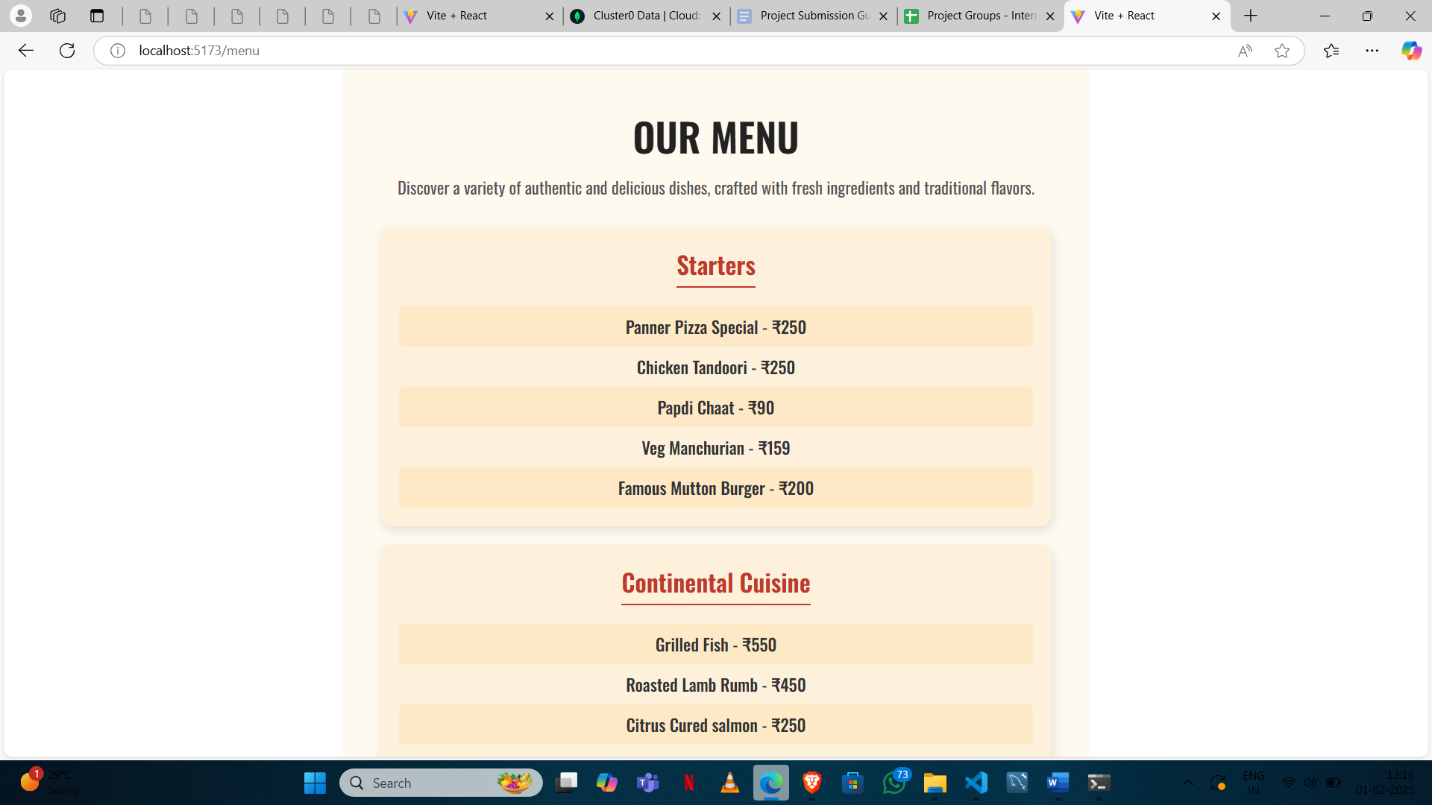 Vite + React
Cluster0 Data | Cloud:
Project Submission Gu
Project Groups - Intern
Vite + React
localhost:5173/menu
OUR MENU
Discover a variety of authentic and delicious dishes, crafted with fresh ingredients and traditional flavors.
Starters
Panner Pizza Special - ₹250
Chicken Tandoori - ₹250
Papdi Chaat - ₹90
Veg Manchurian - ₹159
Famous Mutton Burger - ₹200
Continental Cuisine
Grilled Fish - ₹550
Roasted Lamb Rumb - ₹450
Citrus Cured salmon - ₹250
1
29°C
Sunny
Search
73
ENG
IN
13:16
01-02-2025